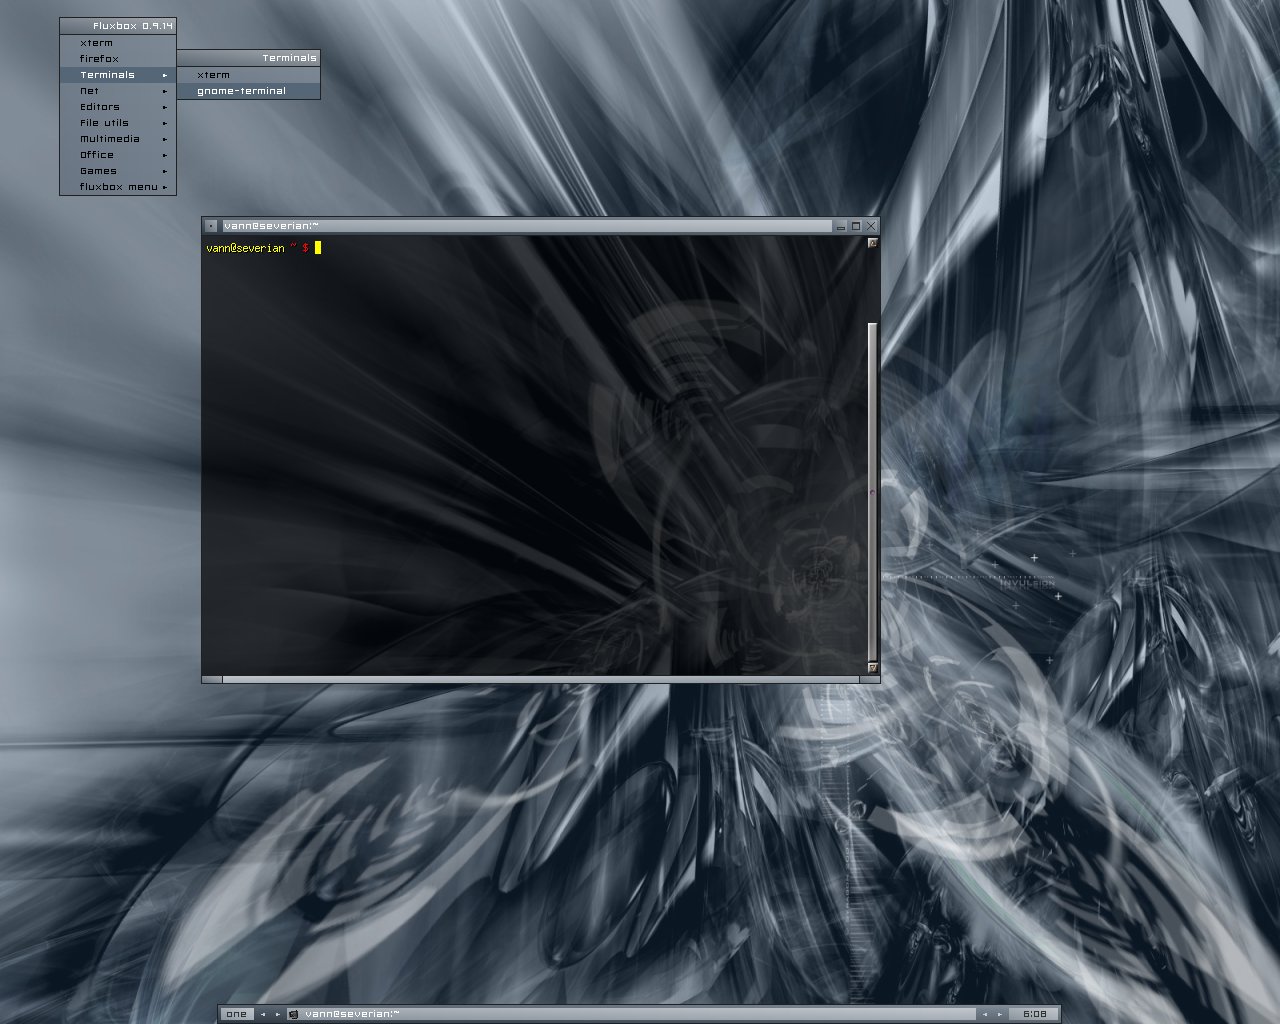 Fluxbox 0.9.14
xterm
firefox
Terminals
Net
Editors
File utils
Multimedia
Office
Games
fluxbox menu
Terminals
xterm
gnome-terminal
vann@severian:~
vann@severian ~ $
INVULSION
one
vann@severian:~
6:08